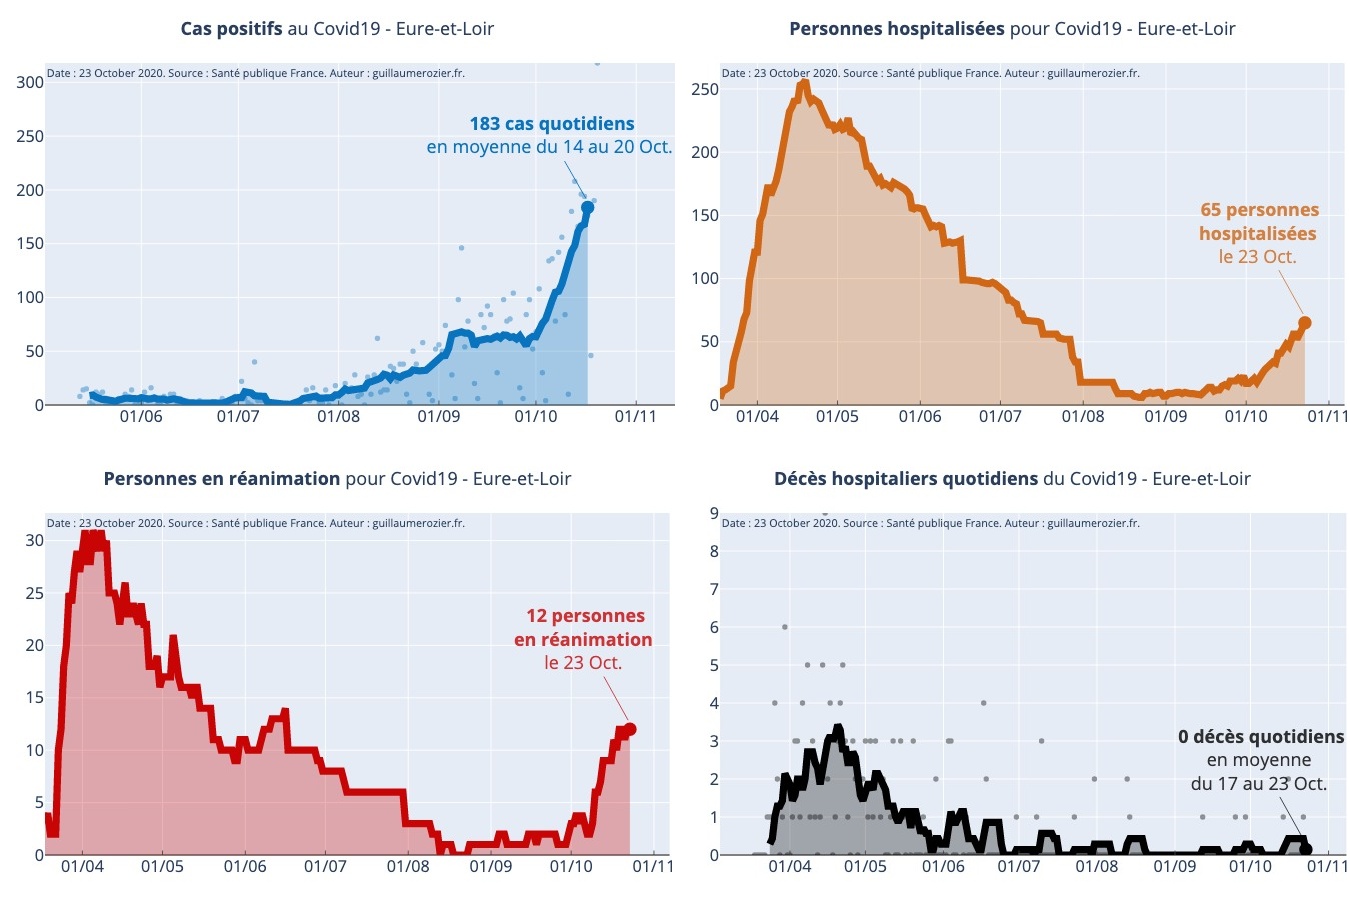 Cas positifs au Covid19 - Eure-et-Loir
Date : 23 October 2020. Source : Santé publique France. Auteur : guillaumerozier.fr.
300
250
200
150
100
50
0
183 cas quotidiens
en moyenne du 14 au 20 Oct.
01/06 01/07 01/08 01/09 01/10 01/11
Personnes hospitalisées pour Covid19 - Eure-et-Loir
Date : 23 October 2020. Source : Santé publique France. Auteur : guillaumerozier.fr.
250
200
150
100
50
0
65 personnes
hospitalisées
le 23 Oct.
01/04 01/05 01/06 01/07 01/08 01/09 01/10 01/11
Personnes en réanimation pour Covid19 - Eure-et-Loir
Date : 23 October 2020. Source : Santé publique France. Auteur : guillaumerozier.fr.
30
25
20
15
10
5
0
12 personnes
en réanimation
le 23 Oct.
01/04 01/05 01/06 01/07 01/08 01/09 01/10 01/11
Décès hospitaliers quotidiens du Covid19 - Eure-et-Loir
Date : 23 October 2020. Source : Santé publique France. Auteur : guillaumerozier.fr.
9
8
7
6
5
4
3
2
1
0
0 décès quotidiens
en moyenne
du 17 au 23 Oct.
01/04 01/05 01/06 01/07 01/08 01/09 01/10 01/11